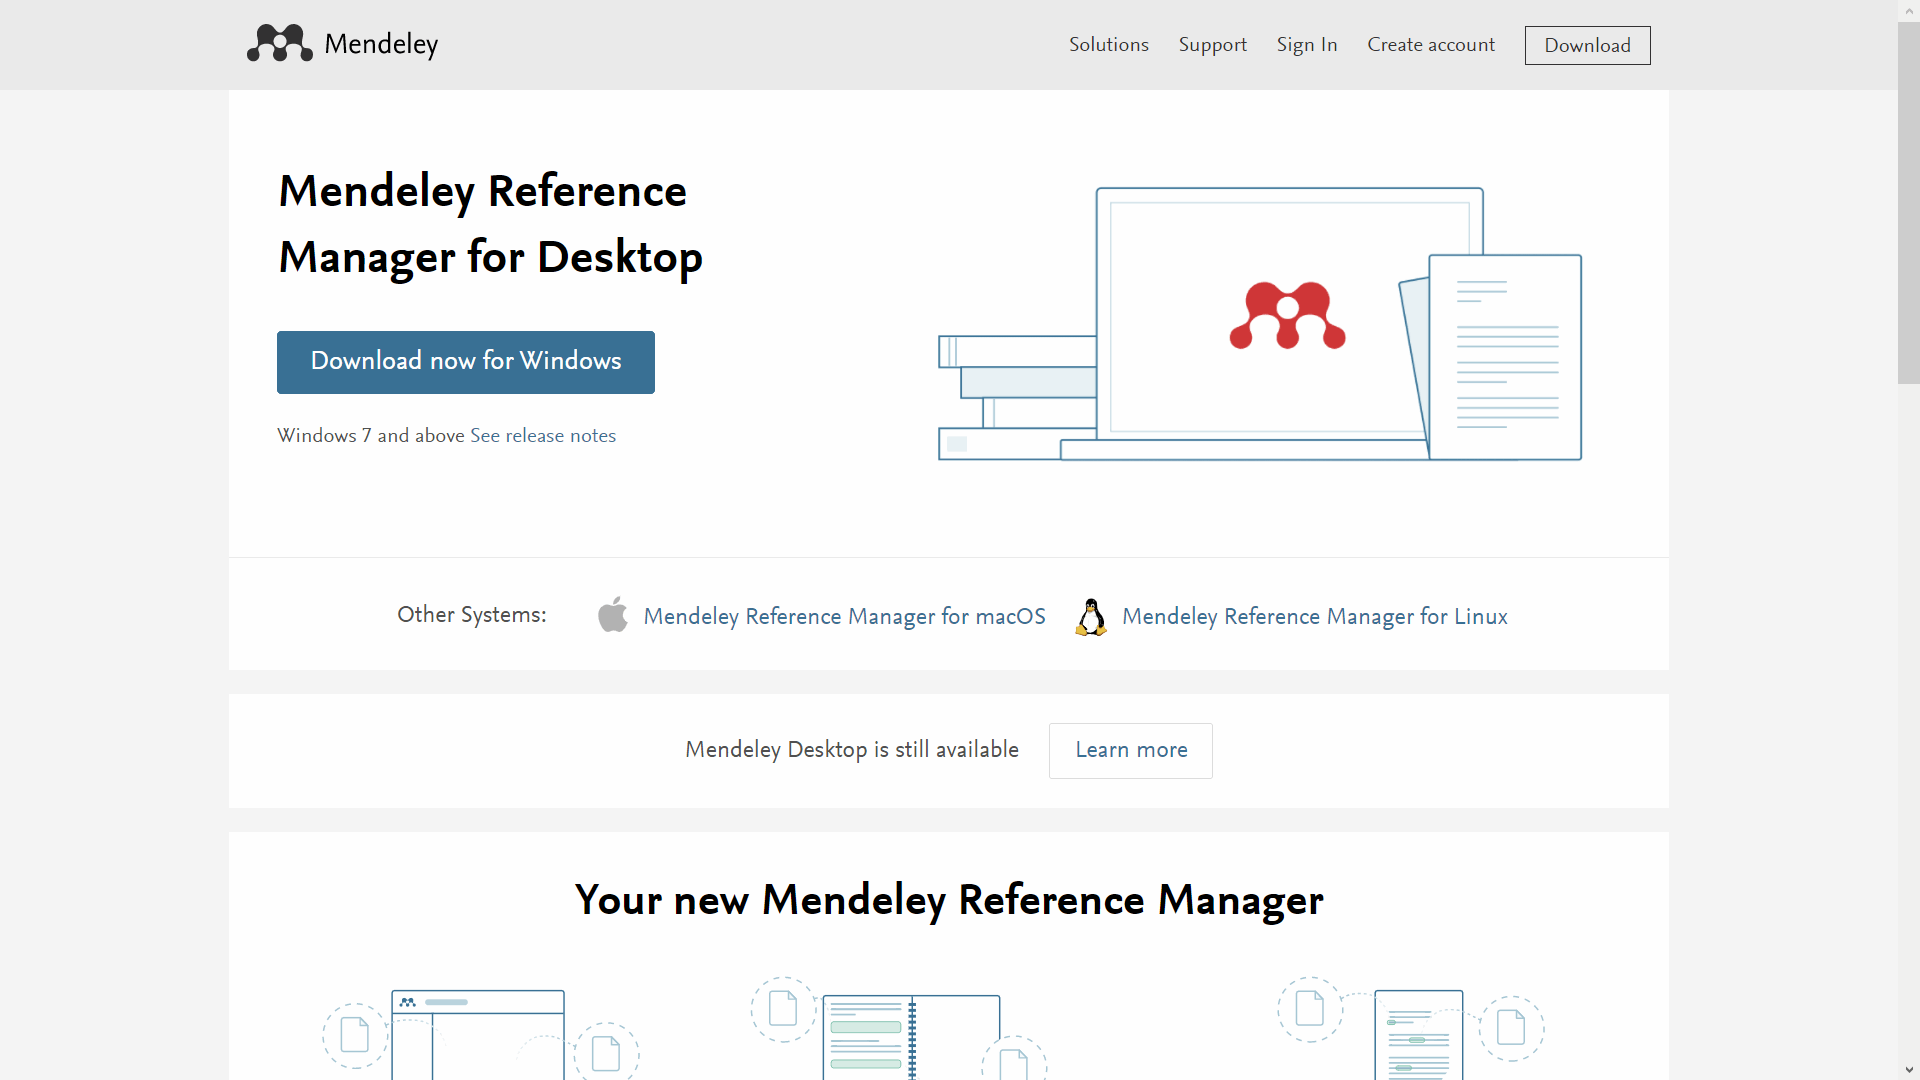 Mendeley
Solutions
Support
Sign In
Create account
Download
Mendeley Reference
Manager for Desktop
Download now for Windows
Windows 7 and above See release notes
Other Systems:
Mendeley Reference Manager for macOS
Mendeley Reference Manager for Linux
Mendeley Desktop is still available
Learn more
Your new Mendeley Reference Manager